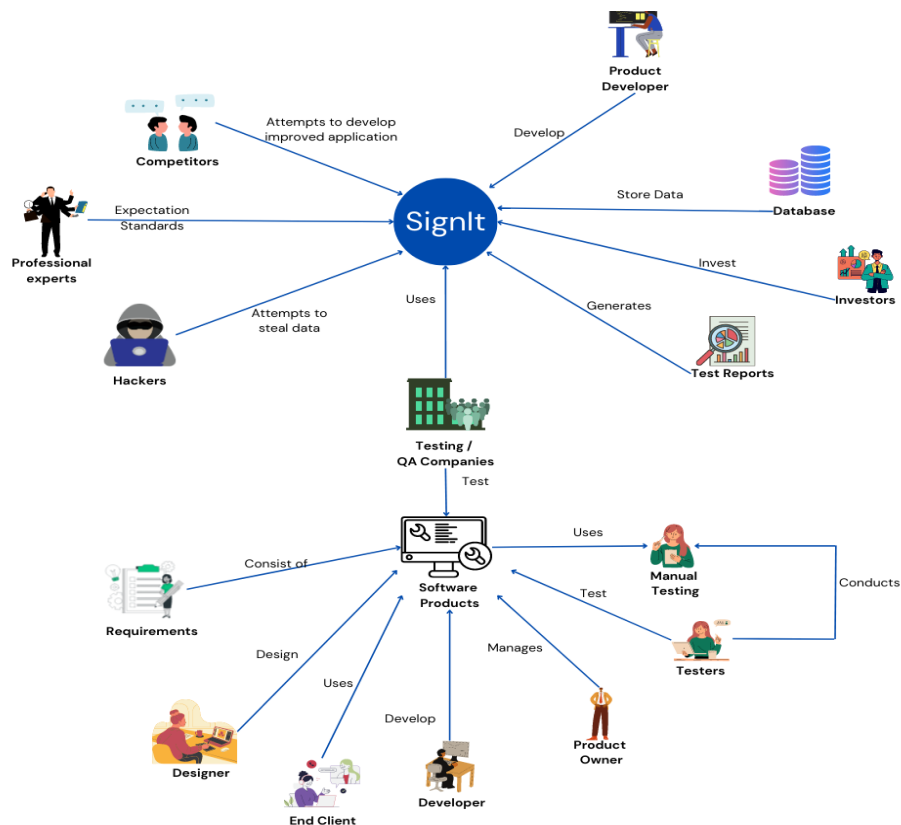 Product
Developer
Competitors
Attempts to develop
improved application
Develop
SignIt
Store Data
Database
Expectation
Standards
Professional
experts
Invest
Investors
Uses
Generates
Attempts to
steal data
Hackers
Test Reports
Testing /
QA Companies
Test
Consist of
Requirements
Software
Products
Uses
Manual
Testing
Conducts
Test
Testers
Design
Designer
Uses
End Client
Develop
Developer
Manages
Product
Owner